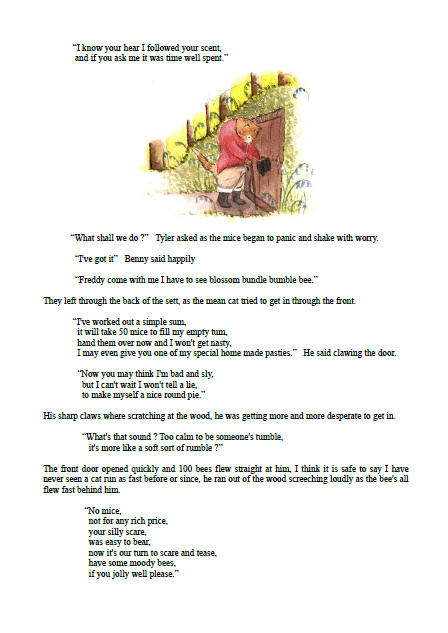 “I know your hear I followed your scent,
and if you ask me it was time well spent.”
“What shall we do ?” Tyler asked as the mice began to panic and shake with worry.
“I've got it” Benny said happily
“Freddy come with me I have to see blossom bundle bumble bee.”
They left through the back of the sett, as the mean cat tried to get in through the front.
“I've worked out a simple sum,
it will take 50 mice to fill my empty tum,
hand them over now and I won't get nasty,
I may even give you one of my special home made pasties.” He said clawing the door.
“Now you may think I'm bad and sly,
but I can't wait I won't tell a lie,
to make myself a nice round pie.”
His sharp claws where scratching at the wood, he was getting more and more desperate to get in.
“What's that sound ? Too calm to be someone's tumble,
it's more like a soft sort of rumble ?”
The front door opened quickly and 100 bees flew straight at him, I think it is safe to say I have
never seen a cat run as fast before or since, he ran out of the wood screeching loudly as the bee's all
flew fast behind him.
“No mice,
not for any rich price,
your silly scare,
was easy to bear,
now it's our turn to scare and tease,
have some moody bees,
if you jolly well please.”